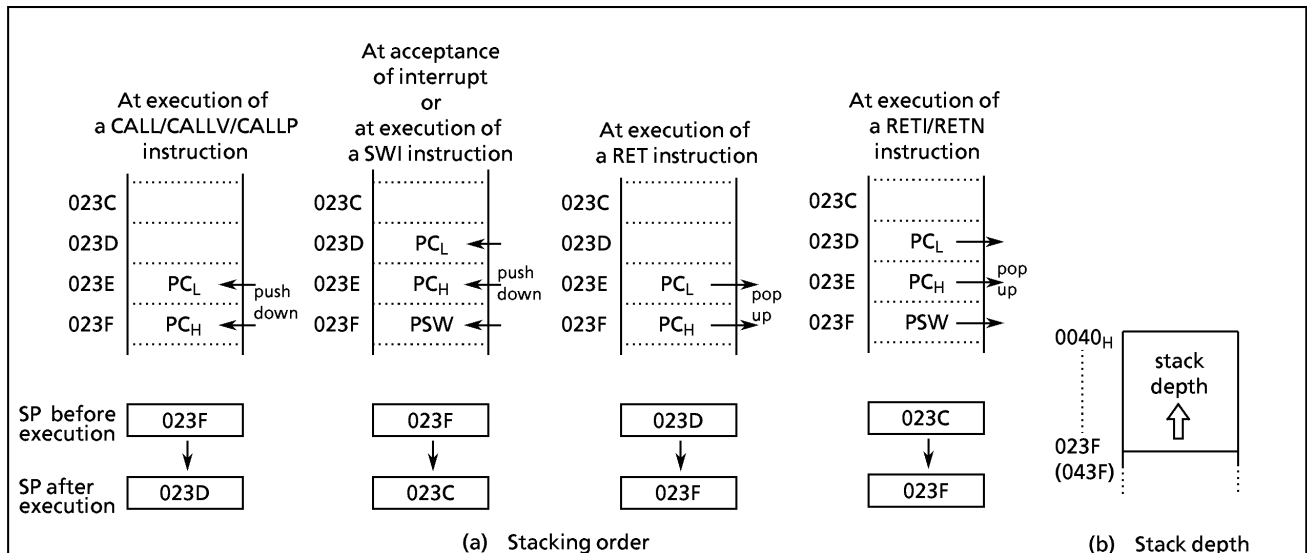 At execution of
a CALL/CALLV/CALLP
instruction
023C
023D
023E PCL
023F PCH
push
down
At acceptance
of interrupt
or
at execution of
a SWI instruction
023C
023D PCL
023E PCH
023F PSW
push
down
At execution of
a RET instruction
023C
023D
023E PCL
023F PCH
pop
up
At execution of
a RETI/RETN
instruction
023C
023D PCL
023E PCH
023F PSW
pop
up
SP before
execution
023F
023F
023D
023C
SP after
execution
023D
023C
023F
023F
(a) Stacking order
0040H
stack
depth
023F
(043F)
(b) Stack depth